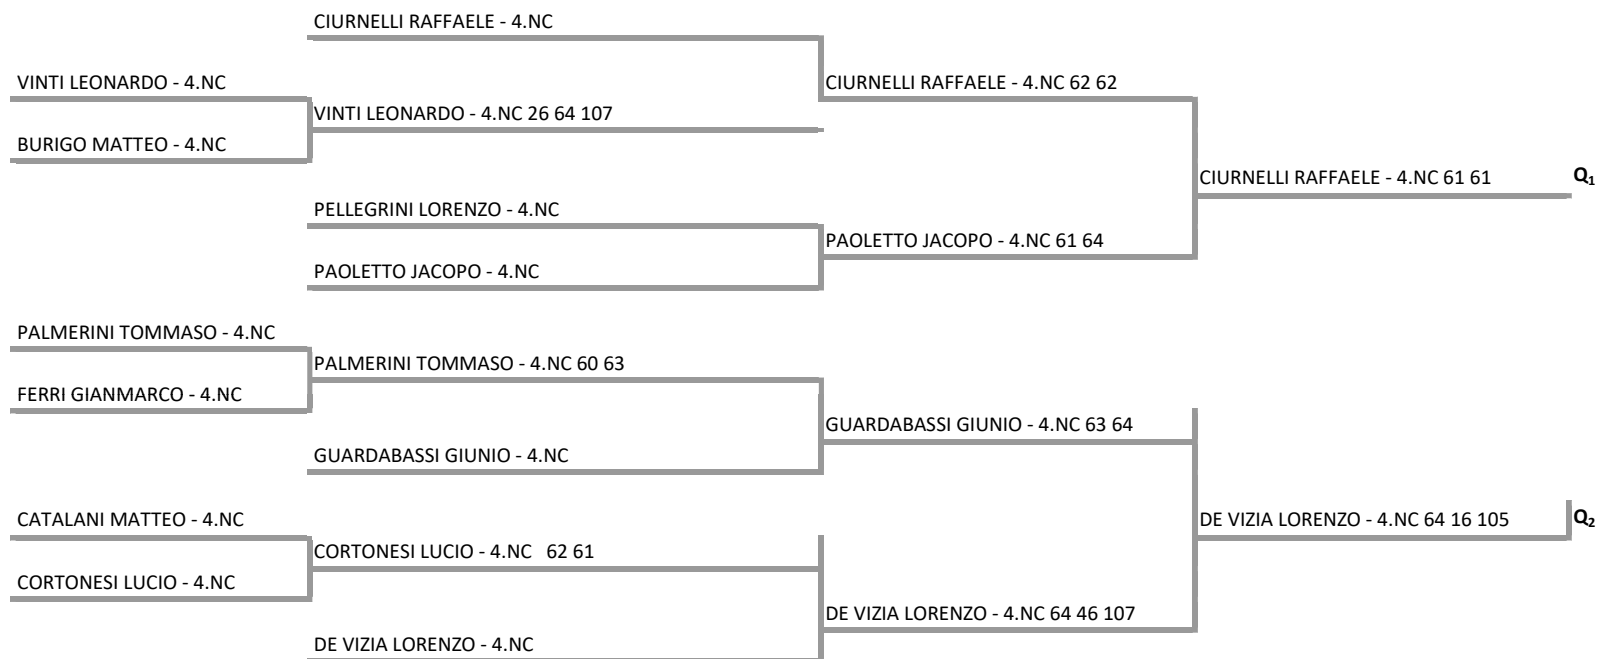 CIURNELLI RAFFAELE - 4.NC
VINTI LEONARDO - 4.NC
CIURNELLI RAFFAELE - 4.NC 62 62
VINTI LEONARDO - 4.NC 26 64 107
BURIGO MATTEO - 4.NC
CIURNELLI RAFFAELE - 4.NC 61 61
Q1
PELLEGRINI LORENZO - 4.NC
PAOLETTO JACOPO - 4.NC 61 64
PAOLETTO JACOPO - 4.NC
PALMERINI TOMMASO - 4.NC
PALMERINI TOMMASO - 4.NC 60 63
FERRI GIANMARCO - 4.NC
GUARDABASSI GIUNIO - 4.NC 63 64
GUARDABASSI GIUNIO - 4.NC
CATALANI MATTEO - 4.NC
DE VIZIA LORENZO - 4.NC 64 16 105
Q2
CORTONESI LUCIO - 4.NC 62 61
CORTONESI LUCIO - 4.NC
DE VIZIA LORENZO - 4.NC 64 46 107
DE VIZIA LORENZO - 4.NC